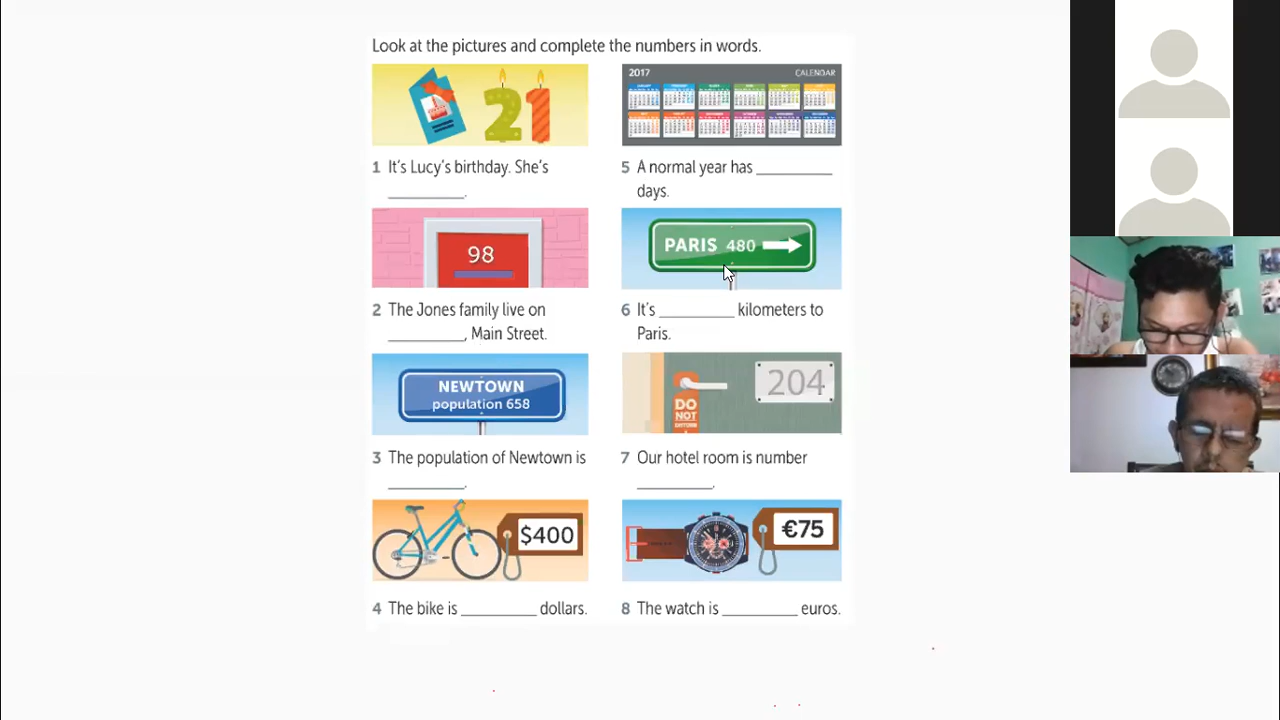 Look at the pictures and complete the numbers in words.
21
1 It's Lucy's birthday. She's
__________.
98
2 The Jones family live on
__________, Main Street.
NEWTOWN
population 658
3 The population of Newtown is
__________.
$400
4 The bike is __________ dollars.
2017 CALENDAR
5 A normal year has __________
days.
PARIS 480
6 It's __________ kilometers to
Paris.
204
DO
NOT
7 Our hotel room is number
__________.
€75
8 The watch is __________ euros.